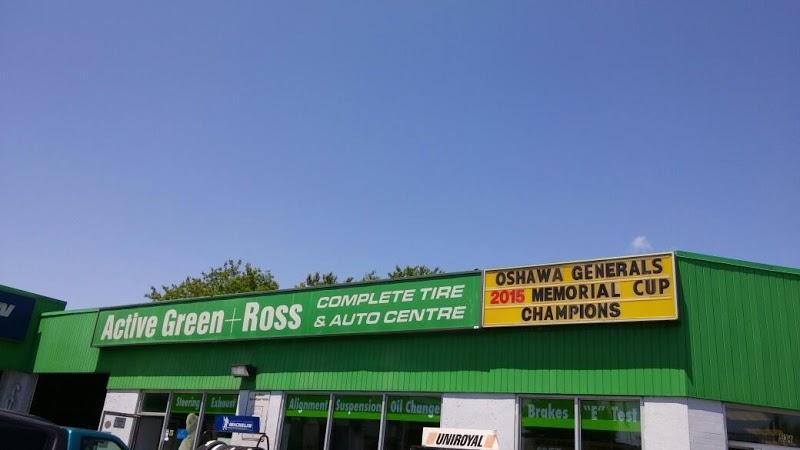 Active Green+Ross
COMPLETE TIRE
& AUTO CENTRE
OSHAWA GENERALS
2015 MEMORIAL CUP
CHAMPIONS
Steering
Exhaust
Alignment
Suspension
Oil Change
Brakes
"E" Test
MICHELIN
UNIROYAL